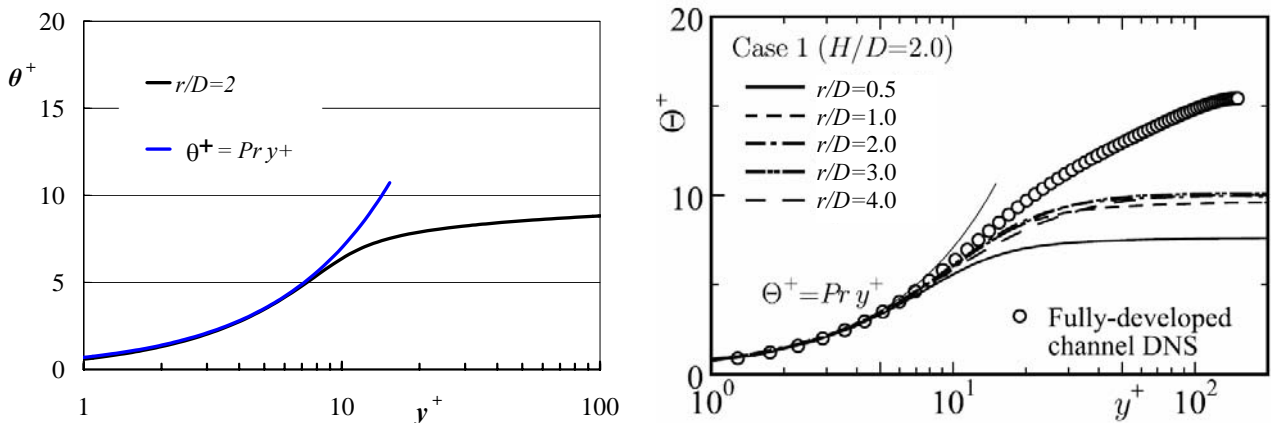 20
15
10
5
0
θ+
r/D=2
θ+ = Pr y+
1
10
100
y+
20
10
0
Θ+
Case 1 (H/D=2.0)
r/D=0.5
r/D=1.0
r/D=2.0
r/D=3.0
r/D=4.0
Θ+=Pr y+
Fully-developed
channel DNS
10^0
10^1
y+
10^2